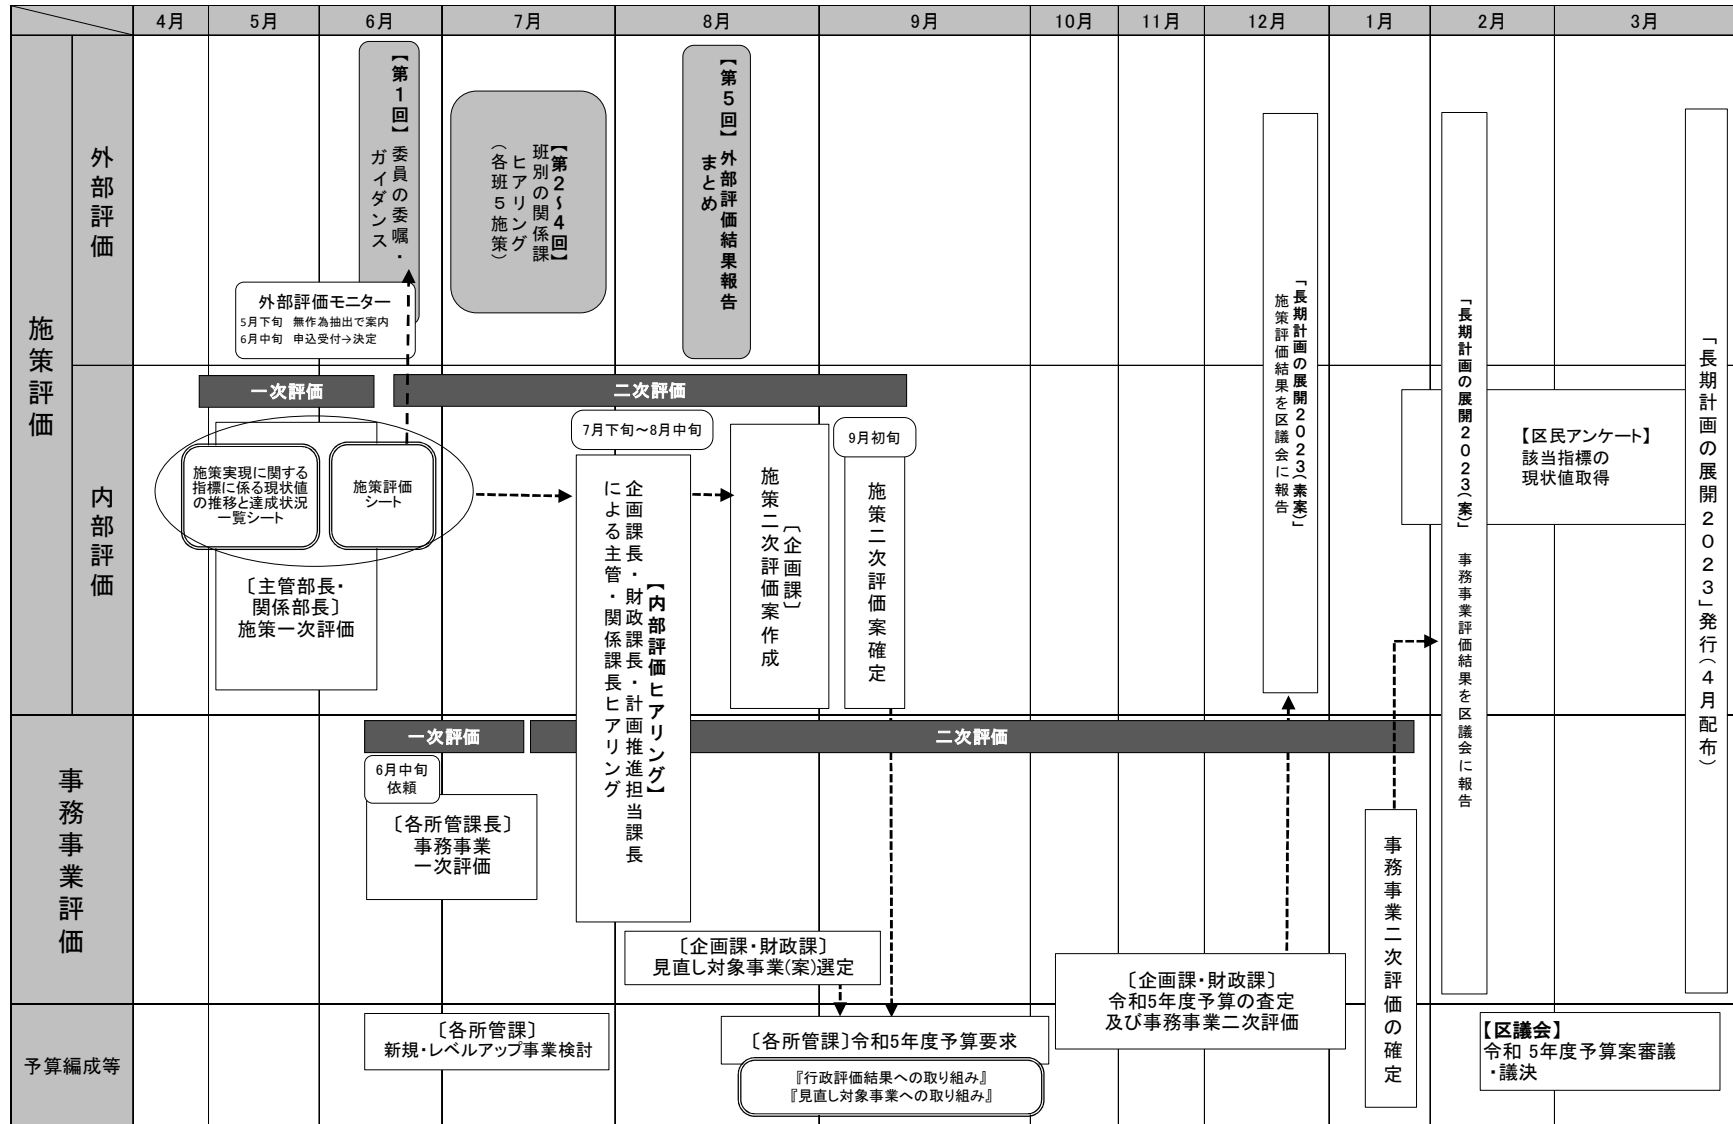 4月
5月
6月
7月
8月
9月
10月
11月
12月
1月
2月
3月
施策評価
外部評価
【第1回】委員の委嘱・
ガイダンス
【第2～4回】
班別の関係課
ヒアリング
(各班5施策)
【第5回】外部評価結果報告
まとめ
外部評価モニター
5月下旬 無作為抽出で案内
6月中旬 申込受付→決定
内部評価
一次評価
二次評価
施策実現に関する
指標に係る現状値
の推移と達成状況
一覧シート
施策評価
シート
〔主管部長・
関係部長〕
施策一次評価
7月下旬～8月中旬
【内部評価ヒアリング】
企画課長・財政課長・計画推進担当課長
による主管・関係課長ヒアリング
〔企画課〕
施策二次評価案作成
9月初旬
施策二次評価案確定
「長期計画の展開2023(素案)」
施策評価結果を区議会に報告
「長期計画の展開2023(案)」 事務事業評価結果を区議会に報告
【区民アンケート】
該当指標の
現状値取得
「長期計画の展開2023」発行(4月配布)
事務事業評価
一次評価
二次評価
6月中旬
依頼
〔各所管課長〕
事務事業
一次評価
〔企画課・財政課〕
見直し対象事業(案)選定
〔企画課・財政課〕
令和5年度予算の査定
及び事務事業二次評価
事務事業二次評価の確定
予算編成等
〔各所管課〕
新規・レベルアップ事業検討
〔各所管課〕令和5年度予算要求
『行政評価結果への取り組み』
『見直し対象事業への取り組み』
【区議会】
令和 5年度予算案審議
・議決